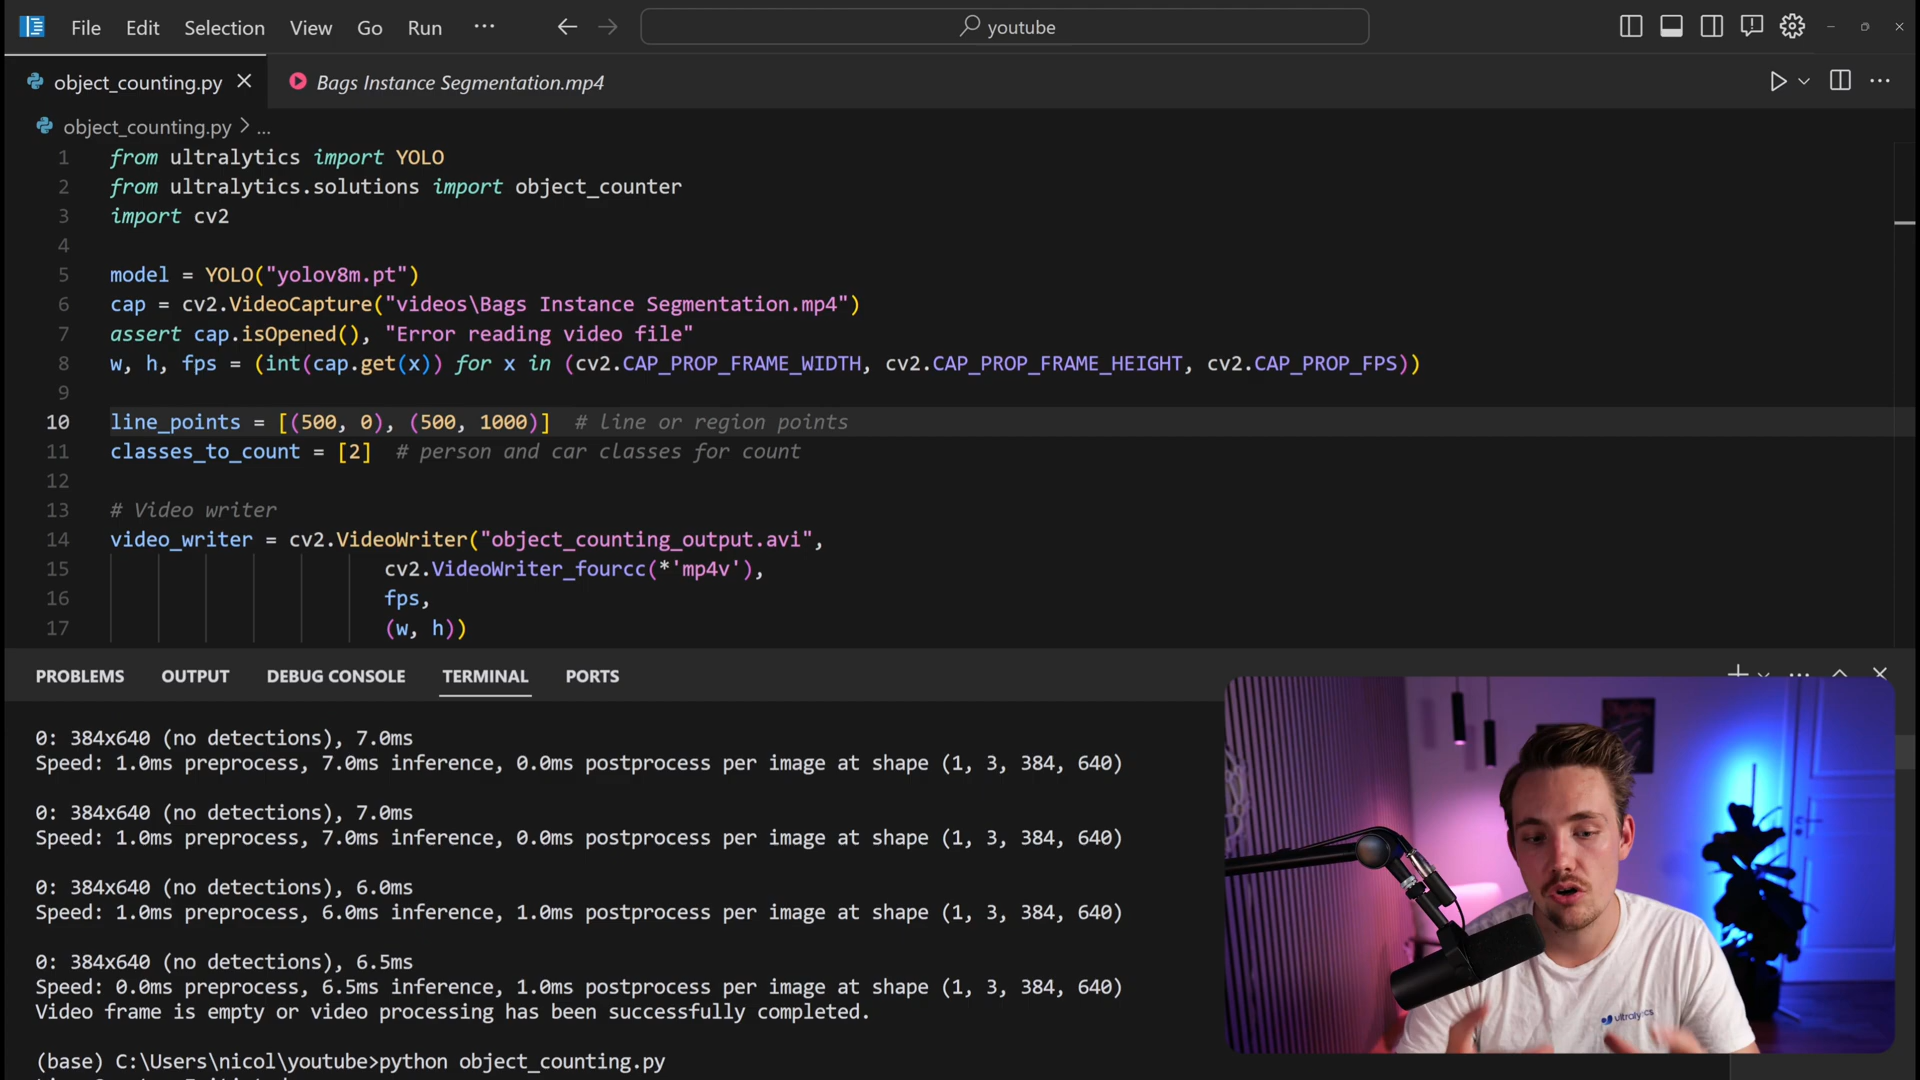 File Edit Selection View Go Run ... youtube
object_counting.py Bags Instance Segmentation.mp4
object_counting.py > ...
1 from ultralytics import YOLO
2 from ultralytics.solutions import object_counter
3 import cv2
4
5 model = YOLO("yolov8m.pt")
6 cap = cv2.VideoCapture("videos\Bags Instance Segmentation.mp4")
7 assert cap.isOpened(), "Error reading video file"
8 w, h, fps = (int(cap.get(x)) for x in (cv2.CAP_PROP_FRAME_WIDTH, cv2.CAP_PROP_FRAME_HEIGHT, cv2.CAP_PROP_FPS))
9
10 line_points = [(500, 0), (500, 1000)] # line or region points
11 classes_to_count = [2] # person and car classes for count
12
13 # Video writer
14 video_writer = cv2.VideoWriter("object_counting_output.avi",
15 cv2.VideoWriter_fourcc(*'mp4v'),
16 fps,
17 (w, h))
PROBLEMS OUTPUT DEBUG CONSOLE TERMINAL PORTS
0: 384x640 (no detections), 7.0ms
Speed: 1.0ms preprocess, 7.0ms inference, 0.0ms postprocess per image at shape (1, 3, 384, 640)
0: 384x640 (no detections), 7.0ms
Speed: 1.0ms preprocess, 7.0ms inference, 0.0ms postprocess per image at shape (1, 3, 384, 640)
0: 384x640 (no detections), 6.0ms
Speed: 1.0ms preprocess, 6.0ms inference, 1.0ms postprocess per image at shape (1, 3, 384, 640)
0: 384x640 (no detections), 6.5ms
Speed: 0.0ms preprocess, 6.5ms inference, 1.0ms postprocess per image at shape (1, 3, 384, 640)
Video frame is empty or video processing has been successfully completed.
(base) C:\Users\nicol\youtube>python object_counting.py
ultralytics